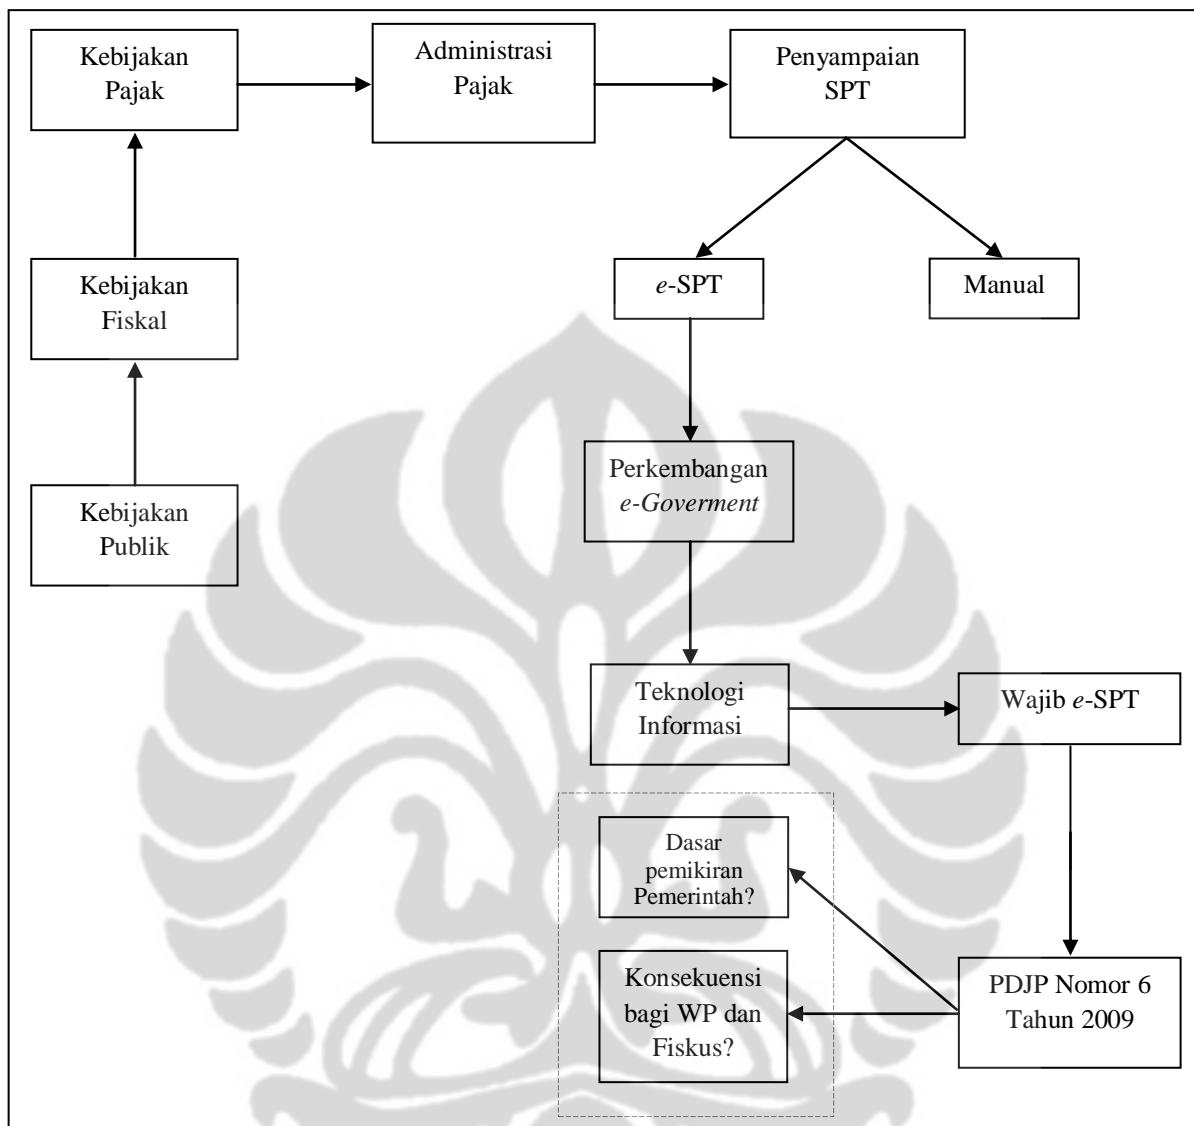 Kebijakan
Pajak
Administrasi
Pajak
Penyampaian
SPT
Kebijakan
Fiskal
e-SPT
Manual
Kebijakan
Publik
Perkembangan
e-Goverment
Teknologi
Informasi
Wajib e-SPT
Dasar
pemikiran
Pemerintah?
Konsekuensi
bagi WP dan
Fiskus?
PDJP Nomor 6
Tahun 2009